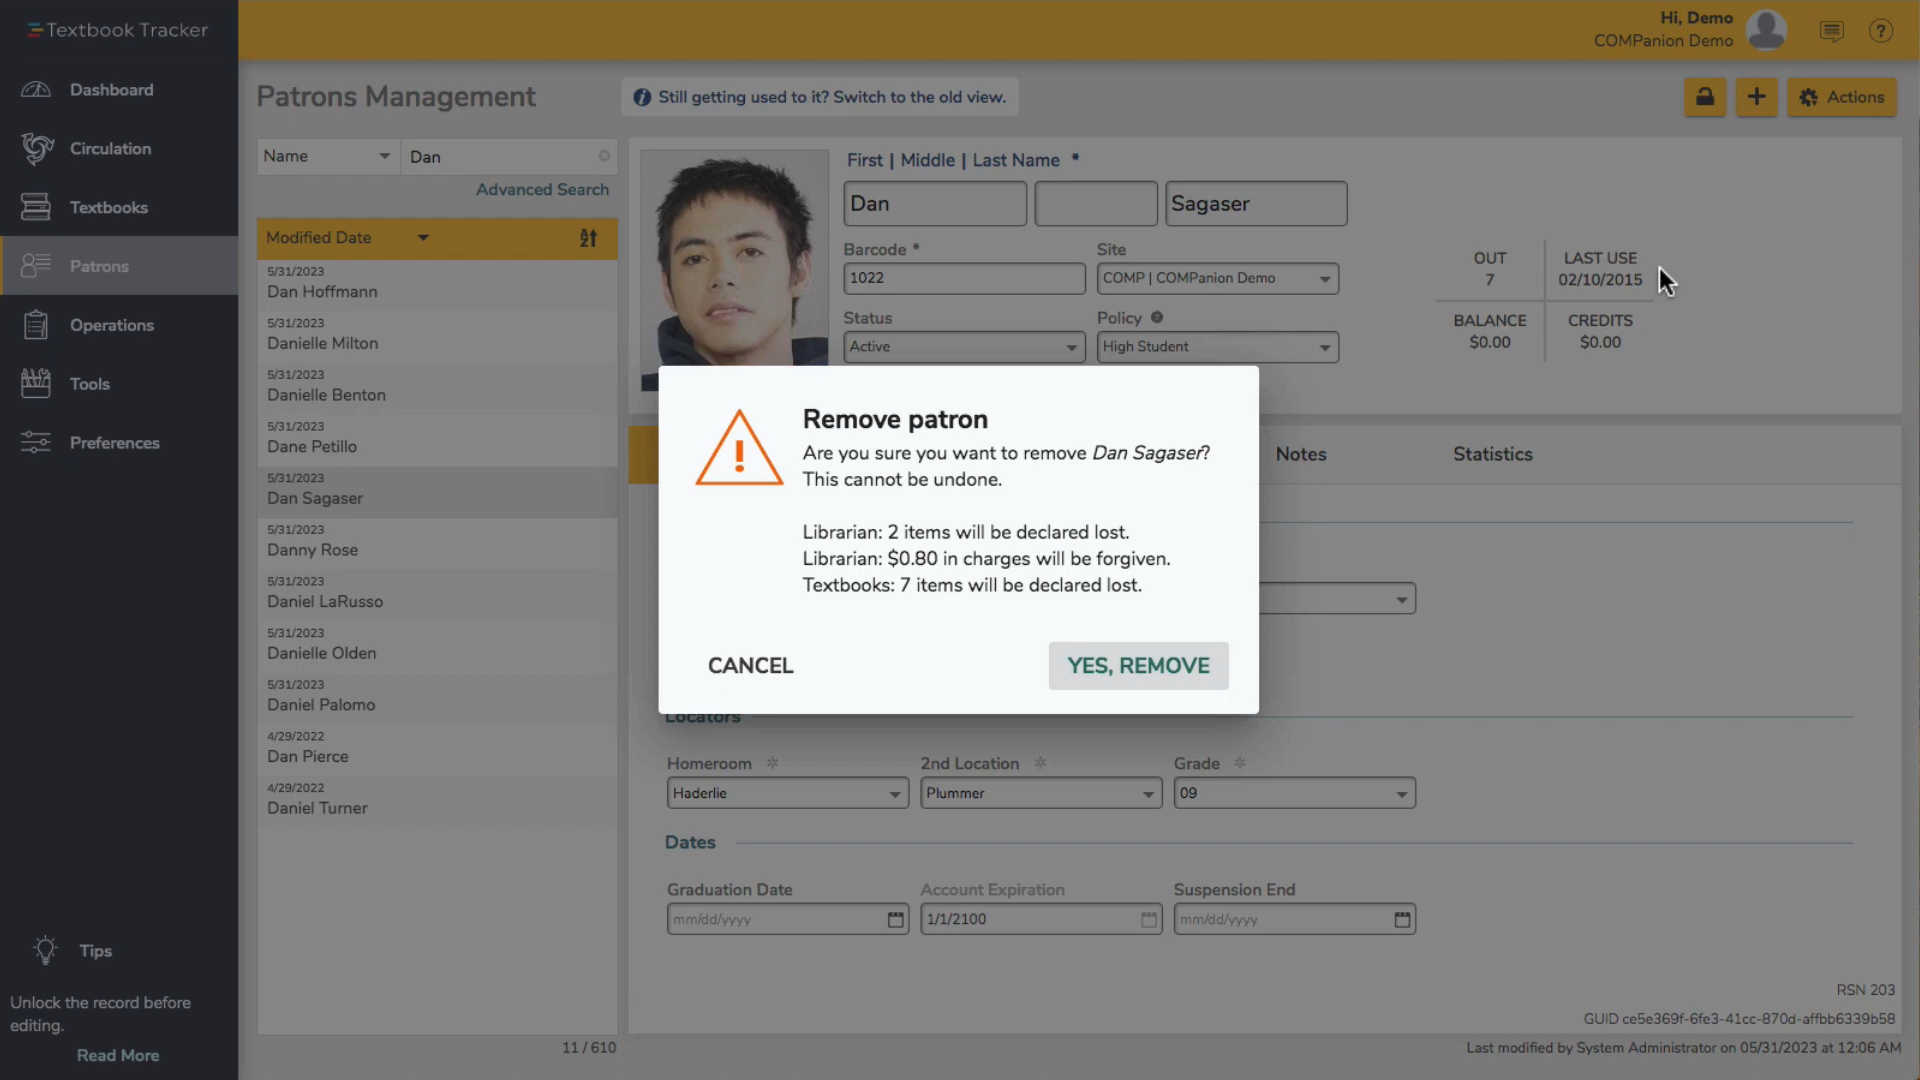 Textbook Tracker
Hi, Demo
COMPanion Demo
?
Dashboard
Circulation
Textbooks
Patrons
Operations
Tools
Preferences
Tips
Unlock the record before
editing.
Read More
Patrons Management
Still getting used to it? Switch to the old view.
Actions
Name
Dan
Advanced Search
Modified Date
5/31/2023
Dan Hoffmann
5/31/2023
Danielle Milton
5/31/2023
Danielle Benton
5/31/2023
Dane Petillo
5/31/2023
Dan Sagaser
5/31/2023
Danny Rose
5/31/2023
Daniel LaRusso
5/31/2023
Danielle Olden
5/31/2023
Daniel Palomo
4/29/2022
Dan Pierce
4/29/2022
Daniel Turner
11 / 610
First | Middle | Last Name *
Dan
Sagaser
Barcode *
Site
1022
COMP | COMPanion Demo
Status
Policy
Active
High Student
OUT
7
LAST USE
02/10/2015
BALANCE
$0.00
CREDITS
$0.00
Notes
Statistics
Remove patron
Are you sure you want to remove Dan Sagaser?
This cannot be undone.
Librarian: 2 items will be declared lost.
Librarian: $0.80 in charges will be forgiven.
Textbooks: 7 items will be declared lost.
CANCEL
YES, REMOVE
Locators
Homeroom
2nd Location
Grade
Haderlie
Plummer
09
Dates
Graduation Date
Account Expiration
Suspension End
mm/dd/yyyy
1/1/2100
mm/dd/yyyy
RSN 203
GUID ce5e369f-6fe3-41cc-870d-affbb6339b58
Last modified by System Administrator on 05/31/2023 at 12:06 AM